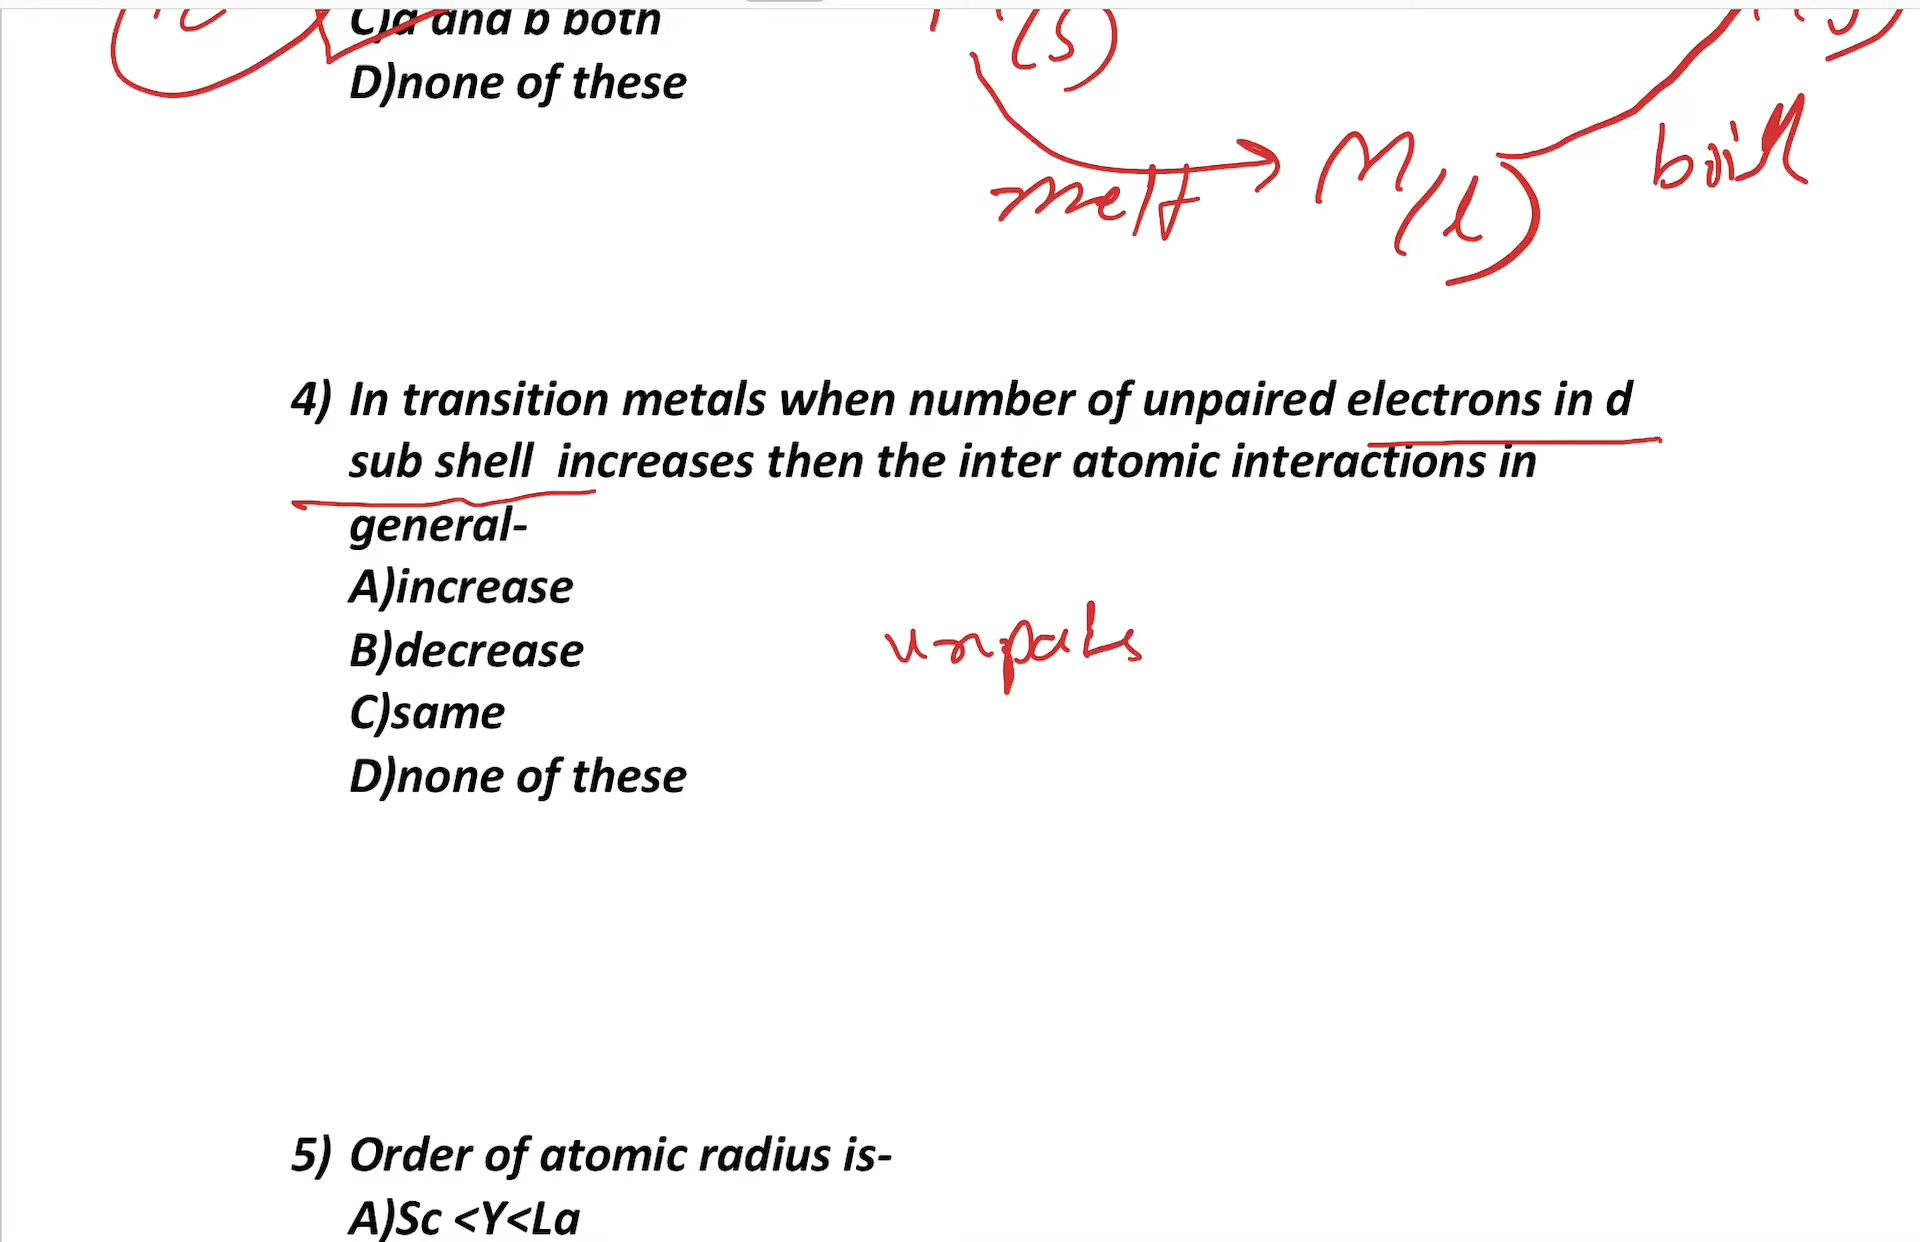 C)a and b both
(s)
D)none of these
boil
melt
M(l)
4) In transition metals when number of unpaired electrons in d
sub shell increases then the inter atomic interactions in
general-
A)increase
B)decrease
C)same
D)none of these
5) Order of atomic radius is-
A)Sc <Y<La